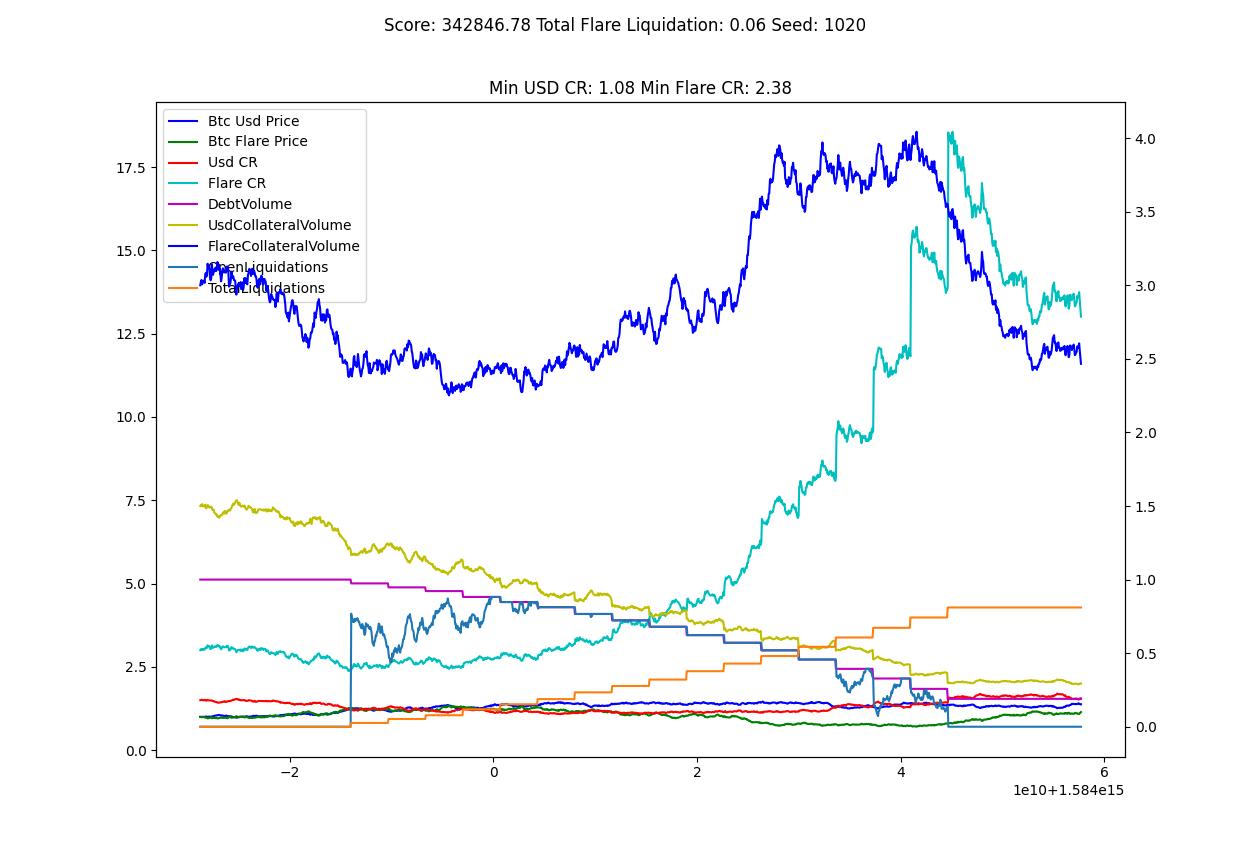 Score: 342846.78 Total Flare Liquidation: 0.06 Seed: 1020
Min USD CR: 1.08 Min Flare CR: 2.38
Btc Usd Price
Btc Flare Price
Usd CR
Flare CR
DebtVolume
UsdCollateralVolume
FlareCollateralVolume
OpenLiquidations
TotalLiquidations
17.5
15.0
12.5
10.0
7.5
5.0
2.5
0.0
4.0
3.5
3.0
2.5
2.0
1.5
1.0
0.5
0.0
−2 0 2 4 6
1e10+1.584e15